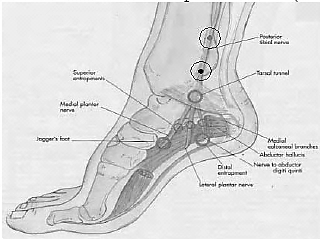 Posterior
tibial nerve
Superior
entrapments
Tarsal tunnel
Medial plantar
nerve
Jogger's foot
Medial
calcaneal branches
Abductor hallucis
Distal
entrapment
Nerve to abductor
digiti quinti
Lateral plantar nerve